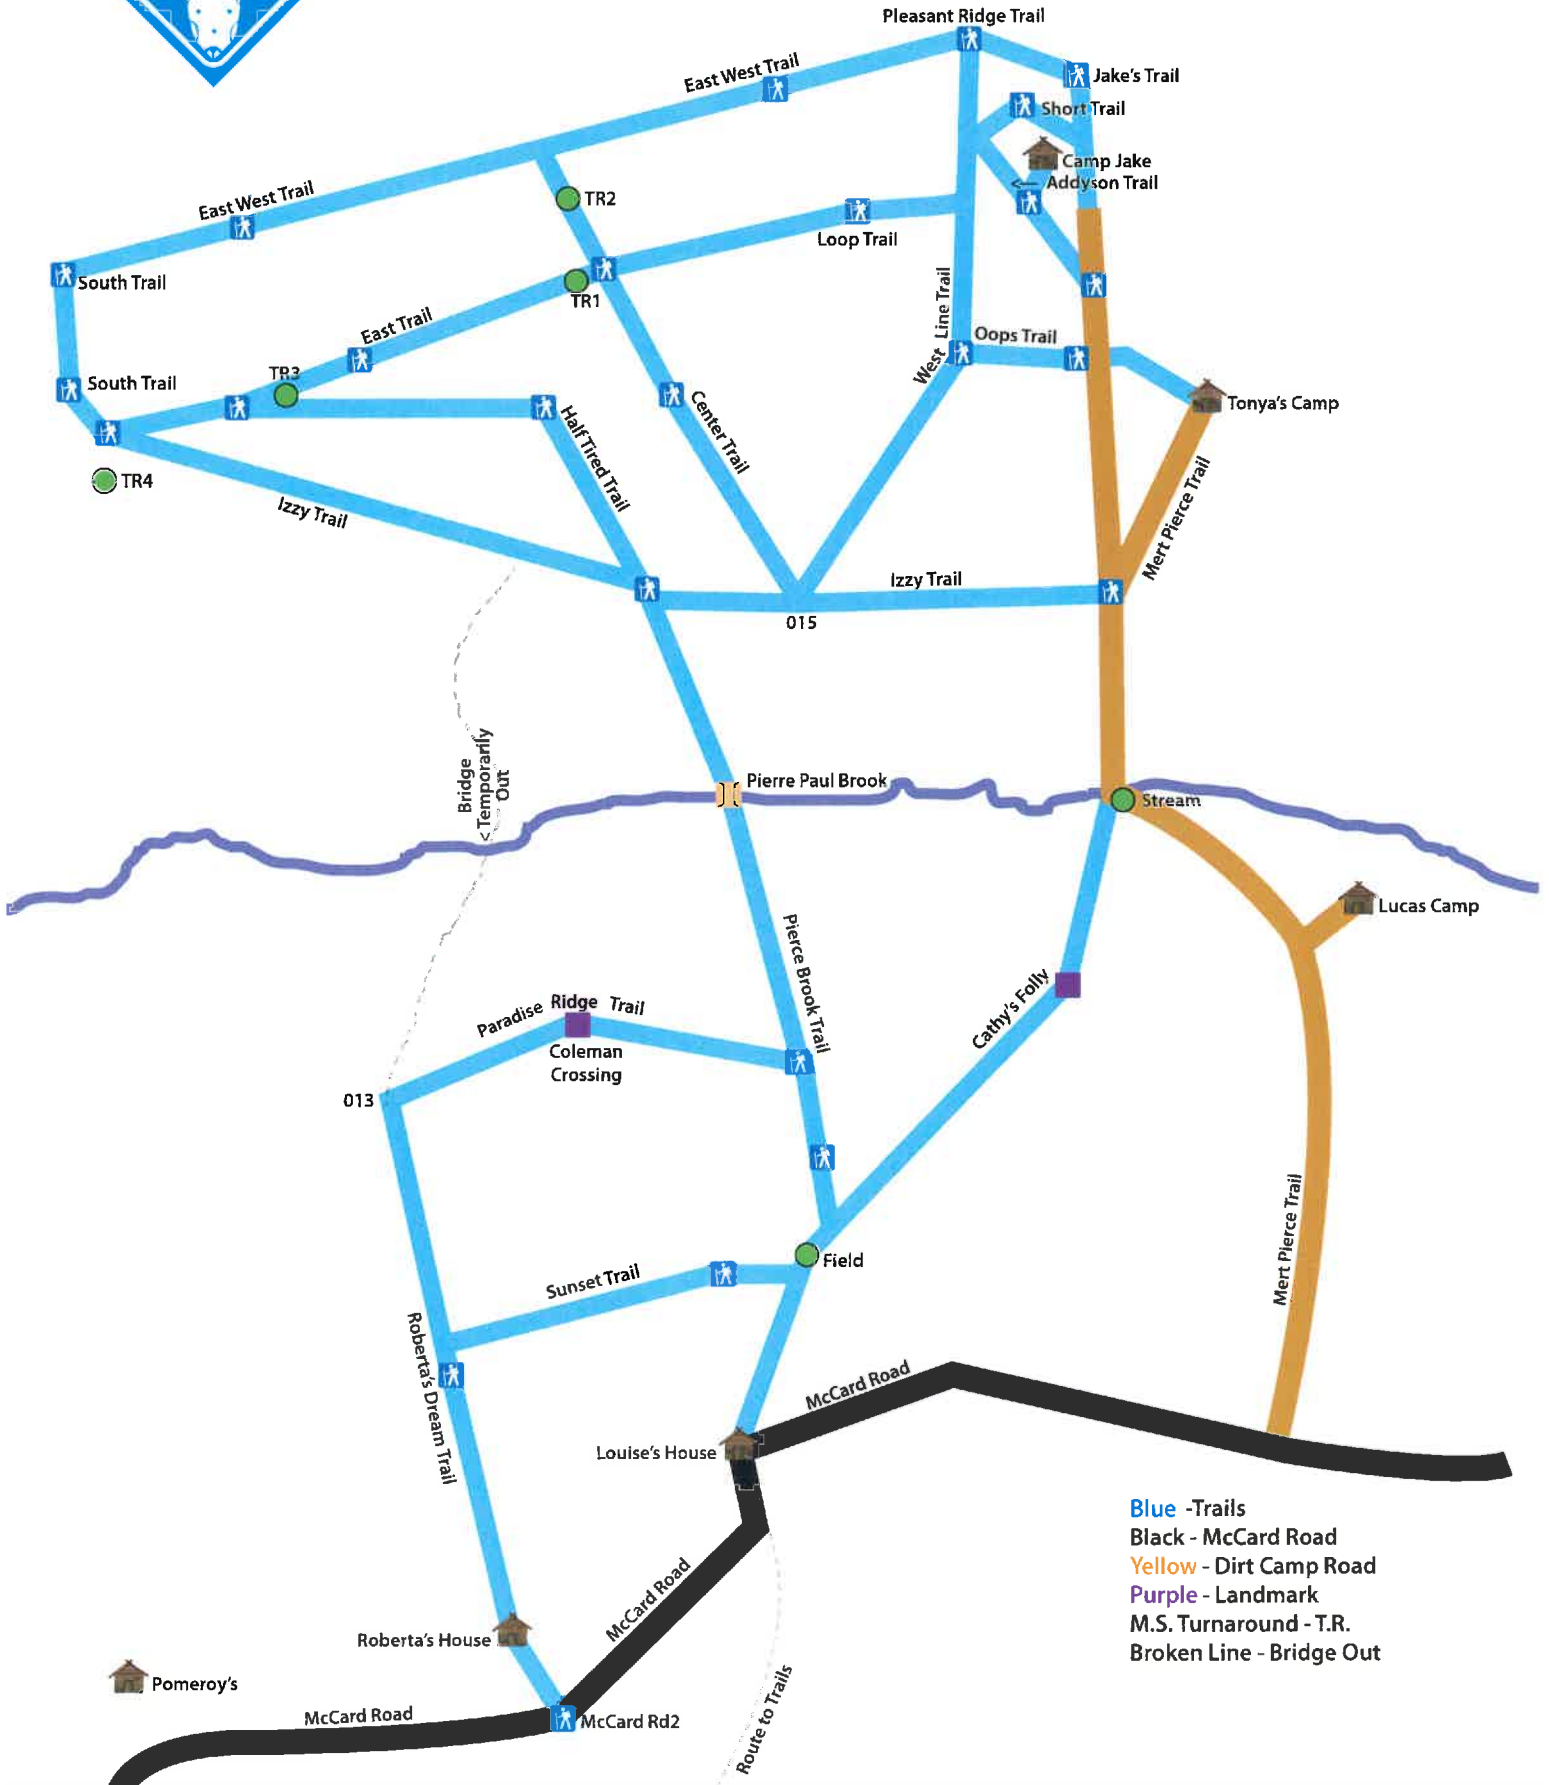 Pleasant Ridge Trail
East West Trail
Jake's Trail
Short Trail
Camp Jake
<— Addyson Trail
East West Trail
TR2
Loop Trail
South Trail
TR1
West Line Trail
Oops Trail
East Trail
TR3
South Trail
Tonya's Camp
Half Tired Trail
Center Trail
TR4
Izzy Trail
Mert Pierce Trail
Izzy Trail
015
Bridge
< Temporarily
Out
Pierre Paul Brook
Stream
Lucas Camp
Pierce Brook Trail
Cathy's Folly
Paradise Ridge Trail
Coleman
Crossing
013
Field
Sunset Trail
Mert Pierce Trail
Roberta's Dream Trail
McCard Road
Louise's House
Blue -Trails
Black - McCard Road
Yellow - Dirt Camp Road
Purple - Landmark
M.S. Turnaround - T.R.
Broken Line - Bridge Out
McCard Road
Roberta's House
Pomeroy's
McCard Road
McCard Rd2
Route to Trails